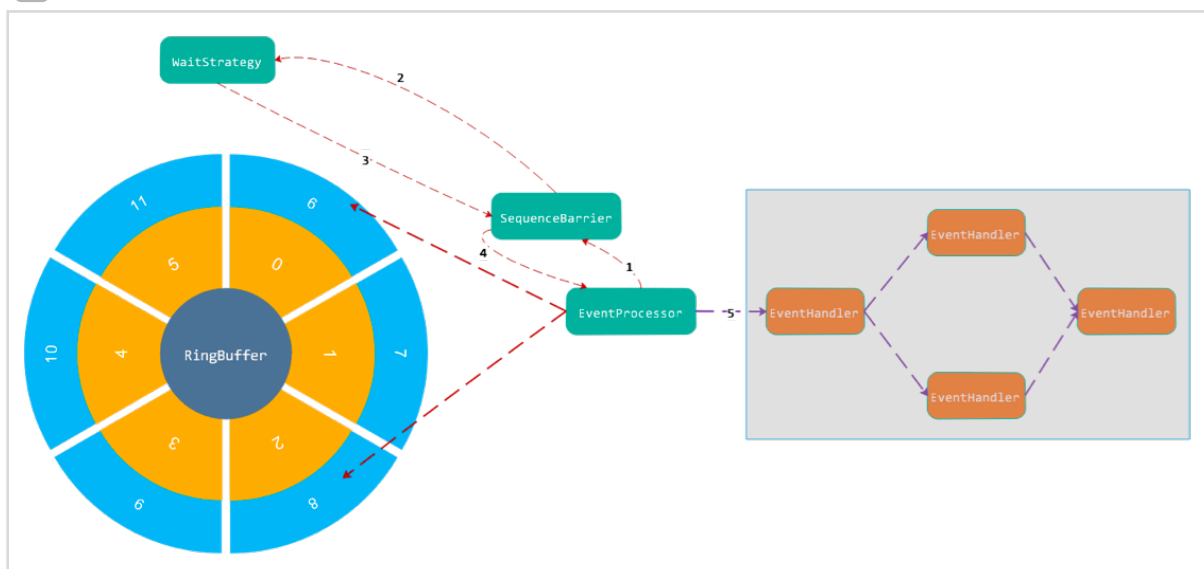 WaitStrategy
2
3
SequenceBarrier
4
1
EventProcessor
5
RingBuffer
11
6
10
7
9
8
5
0
4
1
3
2
EventHandler
EventHandler
EventHandler
EventHandler